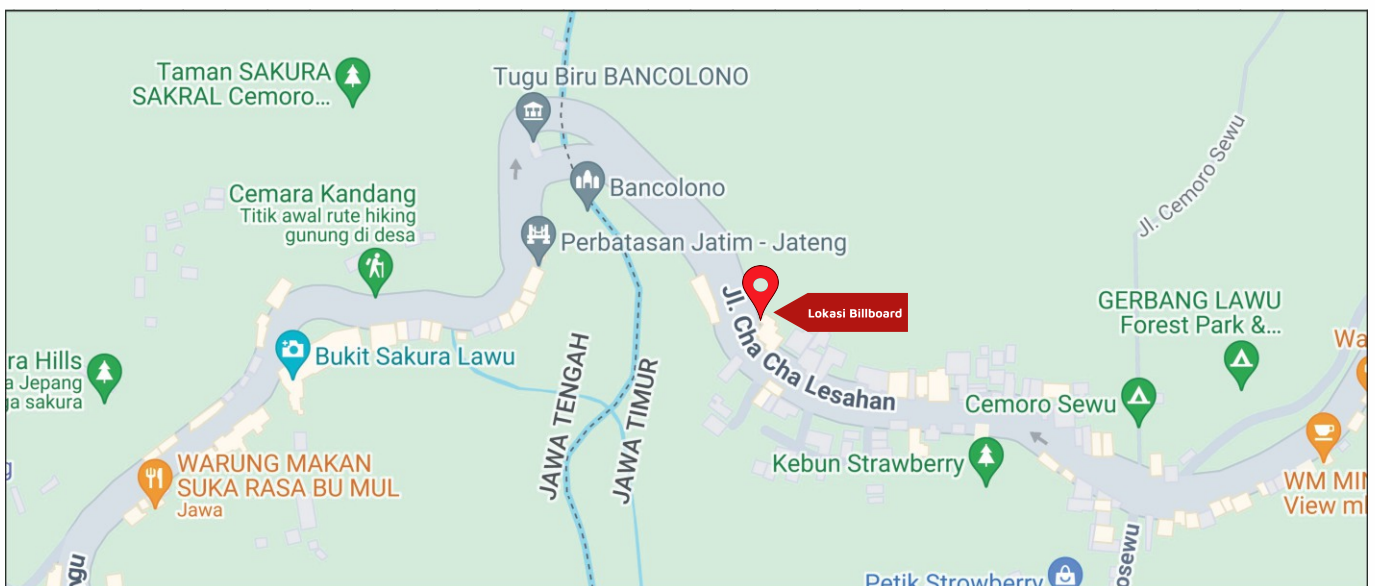 Taman SAKURA
SAKRAL Cemoro...
Tugu Biru BANCOLONO
Jl. Cemoro Sewu
Cemara Kandang
Titik awal rute hiking
gunung di desa
Bancolono
Perbatasan Jatim - Jateng
Lokasi Billboard
Jl. Cha Cha Lesahan
GERBANG LAWU
Forest Park &...
Wa
ra Hills
a Jepang
ga sakura
Bukit Sakura Lawu
JAWA TENGAH
JAWA TIMUR
Cemoro Sewu
WARUNG MAKAN
SUKA RASA BU MUL
Jawa
Kebun Strawberry
WM MI
View m
osewu
Petik Strowberry